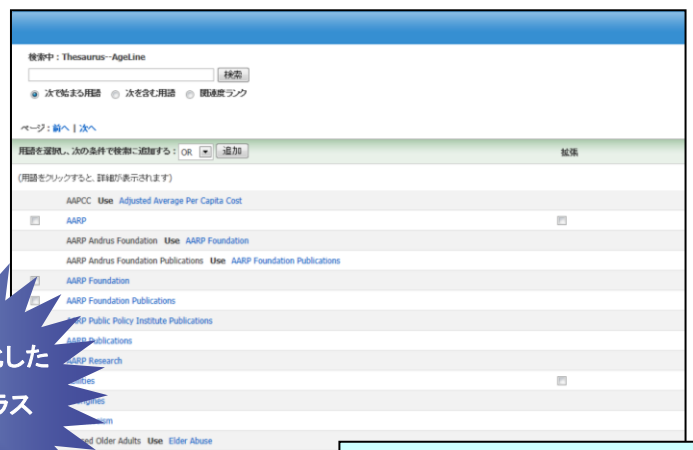 検索中 : Thesaurus--AgeLine
検索
次で始まる用語 次を含む用語 関連度ランク
ページ : 前へ | 次へ
用語を選択し、次の条件で検索に追加する : OR 追加 拡張
(用語をクリックすると、詳細が表示されます)
AAPCC Use Adjusted Average Per Capita Cost
AARP
AARP Andrus Foundation Use AARP Foundation
AARP Andrus Foundation Publications Use AARP Foundation Publications
AARP Foundation
AARP Foundation Publications
AARP Public Policy Institute Publications
AARP Publications
した
AARP Research
ラス
Older Adults Use Elder Abuse